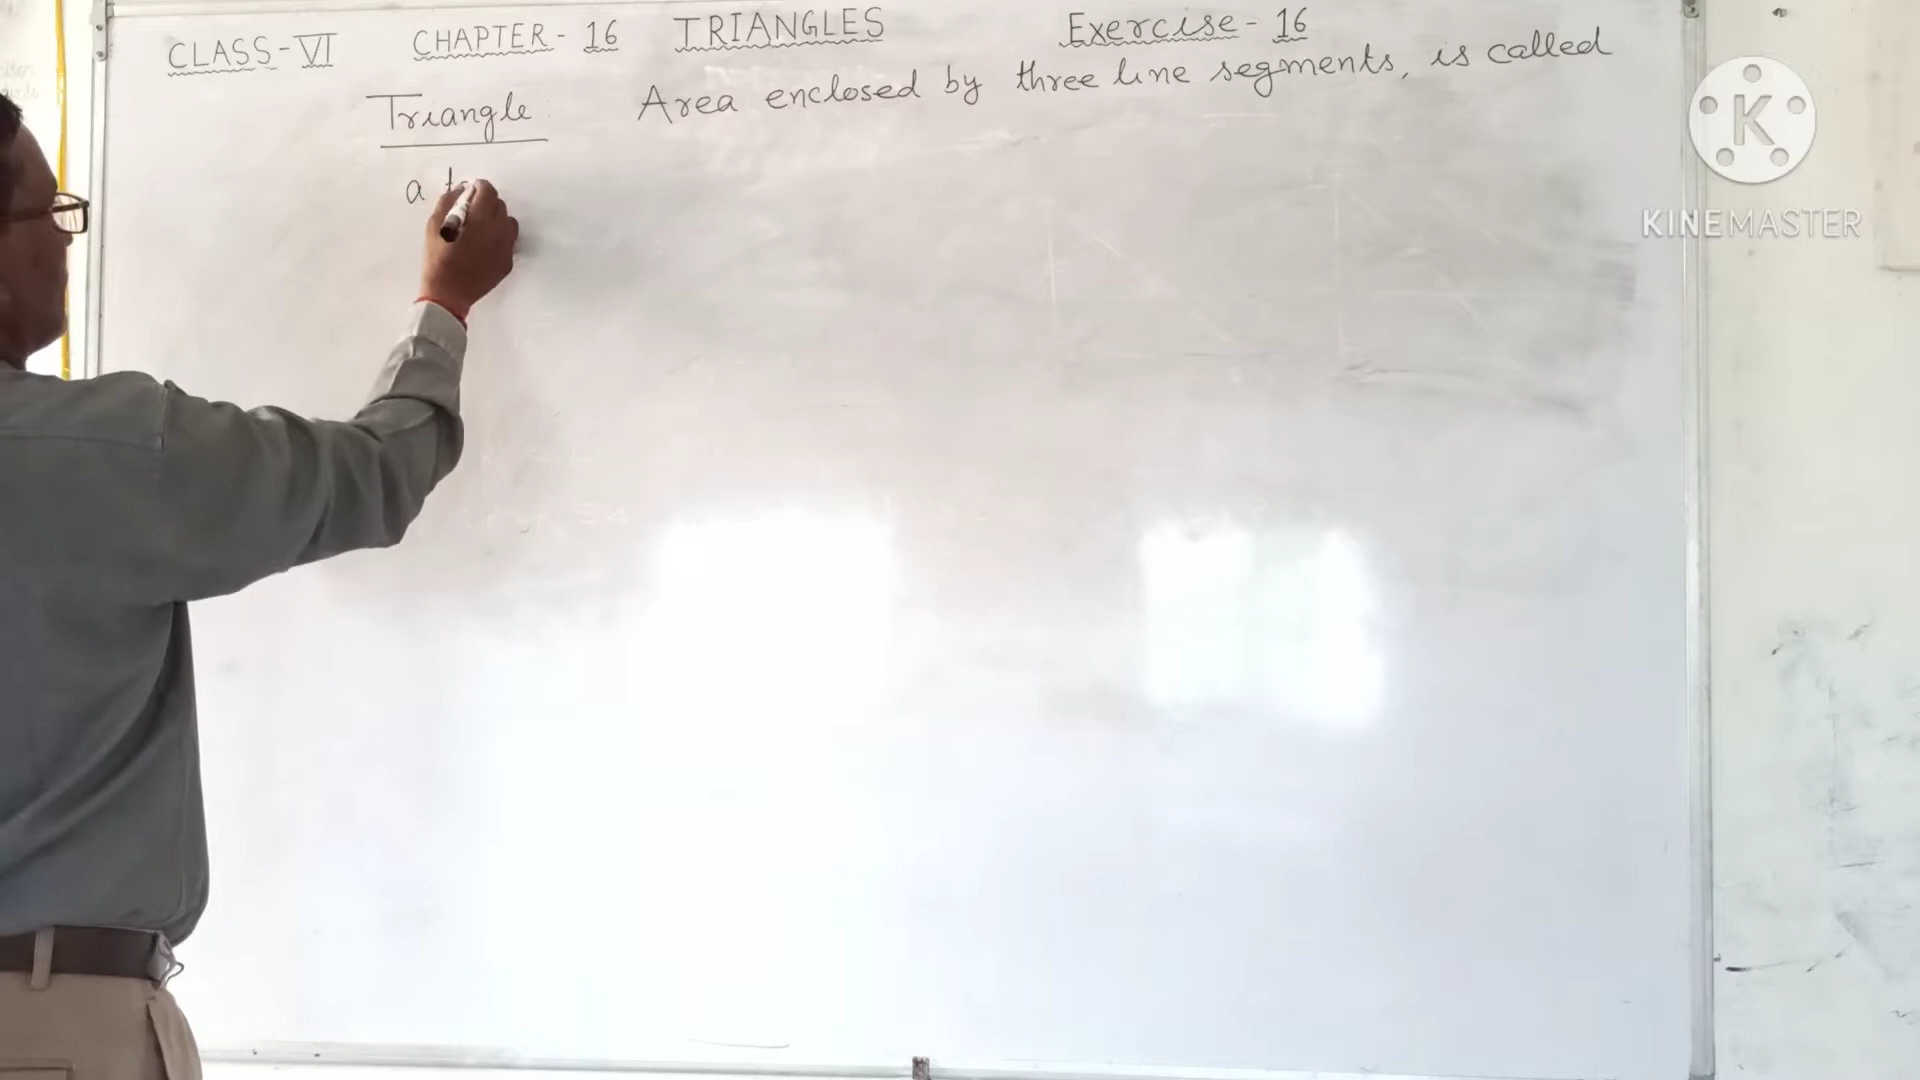 CLASS-VI CHAPTER-16 TRIANGLES Exercise-16
Triangle Area enclosed by three line segments, is called
a
K
KINEMASTER